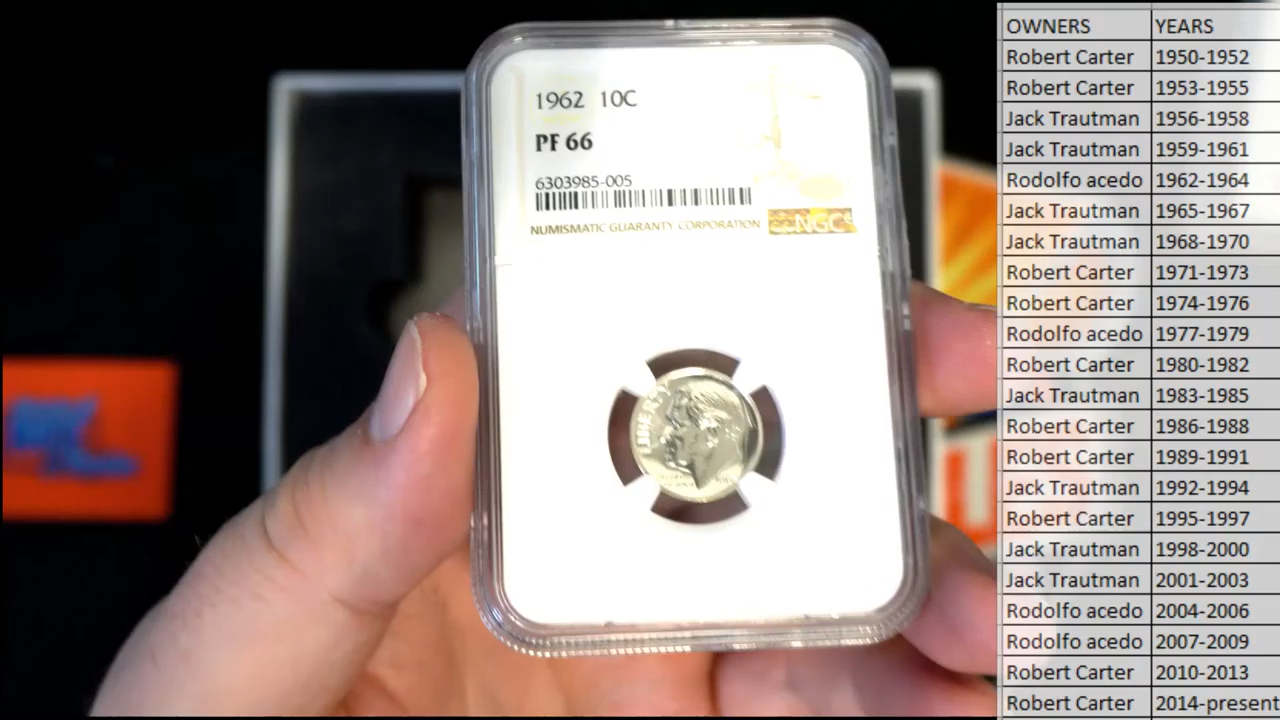 1962 10C
PF 66
6303985-005
NUMISMATIC GUARANTY CORPORATION NGC
LIBERTY
OWNERS YEARS
Robert Carter 1950-1952
Robert Carter 1953-1955
Jack Trautman 1956-1958
Jack Trautman 1959-1961
Rodolfo acedo 1962-1964
Jack Trautman 1965-1967
Jack Trautman 1968-1970
Robert Carter 1971-1973
Robert Carter 1974-1976
Rodolfo acedo 1977-1979
Robert Carter 1980-1982
Jack Trautman 1983-1985
Robert Carter 1986-1988
Robert Carter 1989-1991
Jack Trautman 1992-1994
Robert Carter 1995-1997
Jack Trautman 1998-2000
Jack Trautman 2001-2003
Rodolfo acedo 2004-2006
Rodolfo acedo 2007-2009
Robert Carter 2010-2013
Robert Carter 2014-present